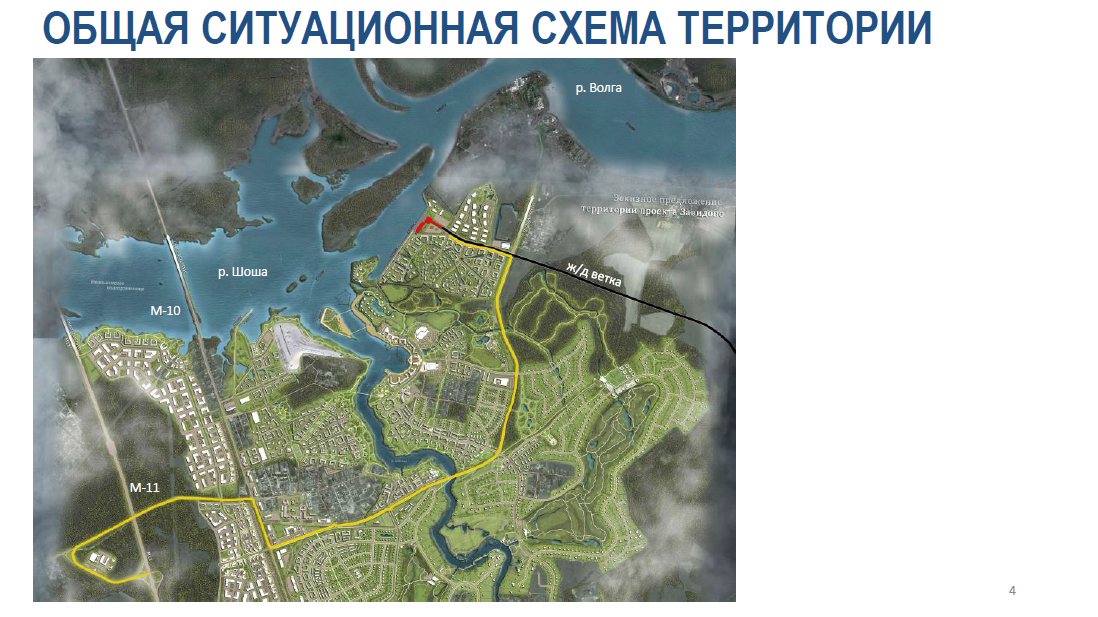 ОБЩАЯ СИТУАЦИОННАЯ СХЕМА ТЕРРИТОРИИ
р. Волга
Эскизное предложение
территории проекта Завидово
р. Шоша
ж/д ветка
М-10
М-11
4